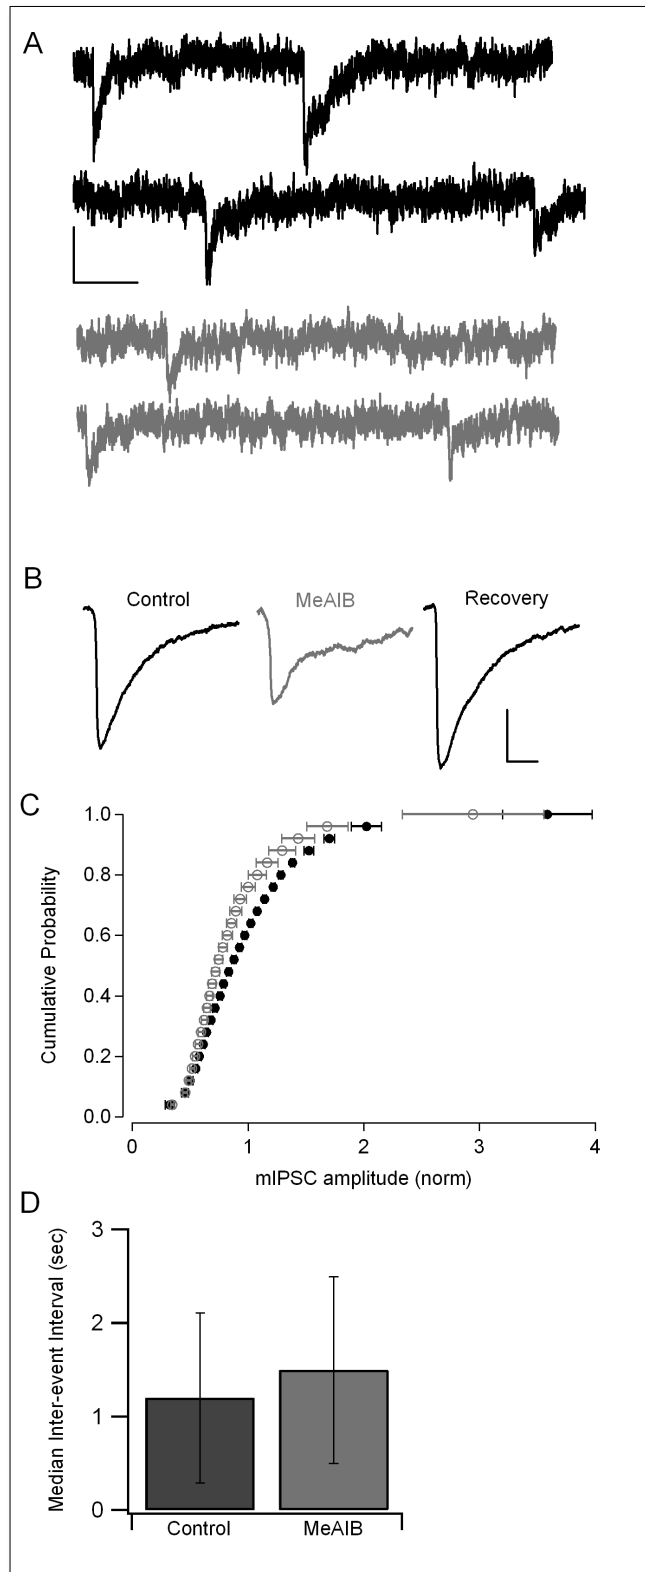 A
B
Control MeAIB Recovery
C
1.0
0.8
0.6
0.4
0.2
0.0
Cumulative Probability
0 1 2 3 4
mIPSC amplitude (norm)
D
3
2
1
0
Median Inter-event Interval (sec)
Control MeAIB